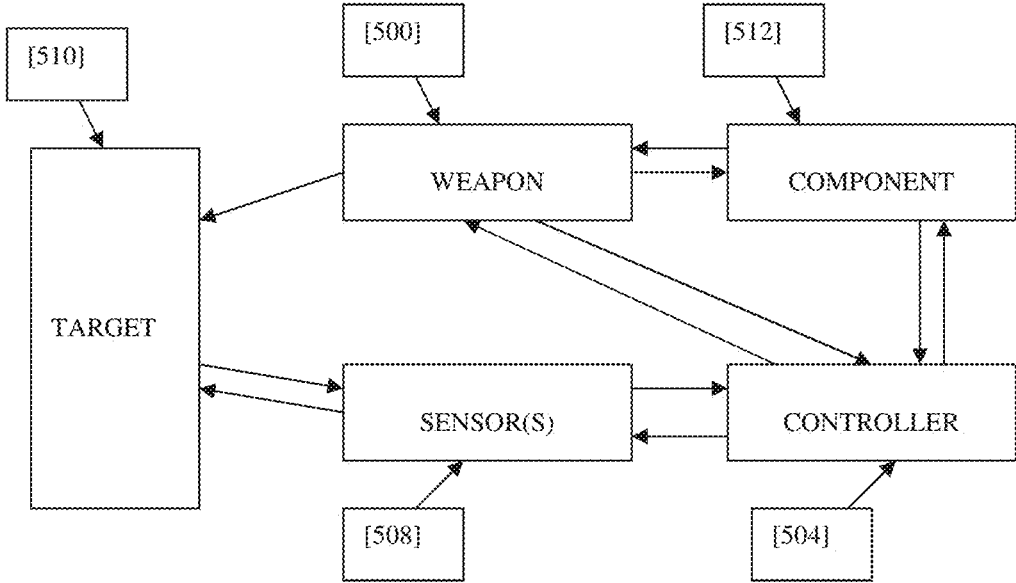 [510]
[500]
[512]
WEAPON
COMPONENT
TARGET
SENSOR(S)
CONTROLLER
[508]
[504]